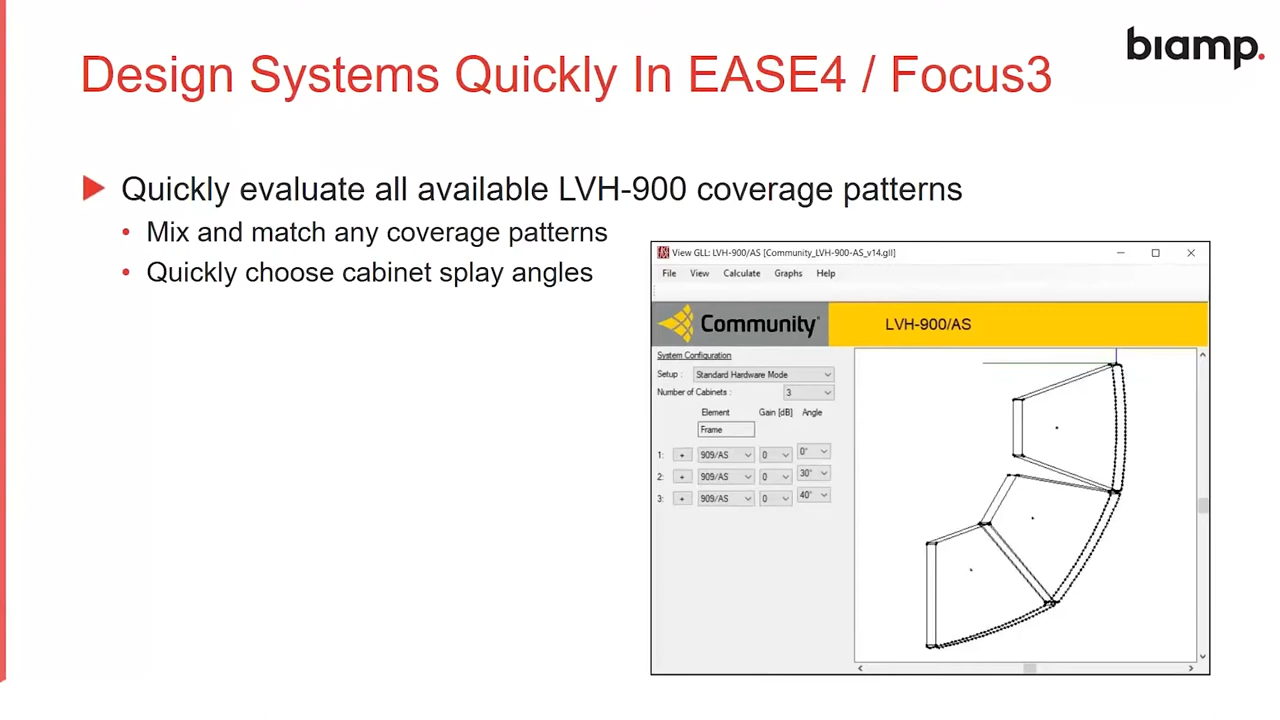 biamp.
Design Systems Quickly In EASE4 / Focus3
Quickly evaluate all available LVH-900 coverage patterns
• Mix and match any coverage patterns
• Quickly choose cabinet splay angles
View GLL: LVH-900/AS [Community_LVH-900-AS_v14.gll]
File View Calculate Graphs Help
Community
LVH-900/AS
System Configuration
Setup : Standard Hardware Mode
Number of Cabinets : 3
Element Gain [dB] Angle
Frame
1: + 909/AS 0 0°
2: + 909/AS 0 30°
3: + 909/AS 0 40°